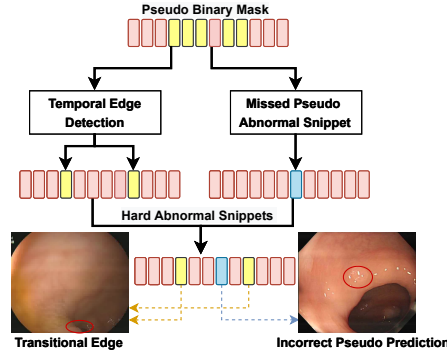 Pseudo Binary Mask
Temporal Edge
Detection
Missed Pseudo
Abnormal Snippet
Hard Abnormal Snippets
Transitional Edge
Incorrect Pseudo Prediction